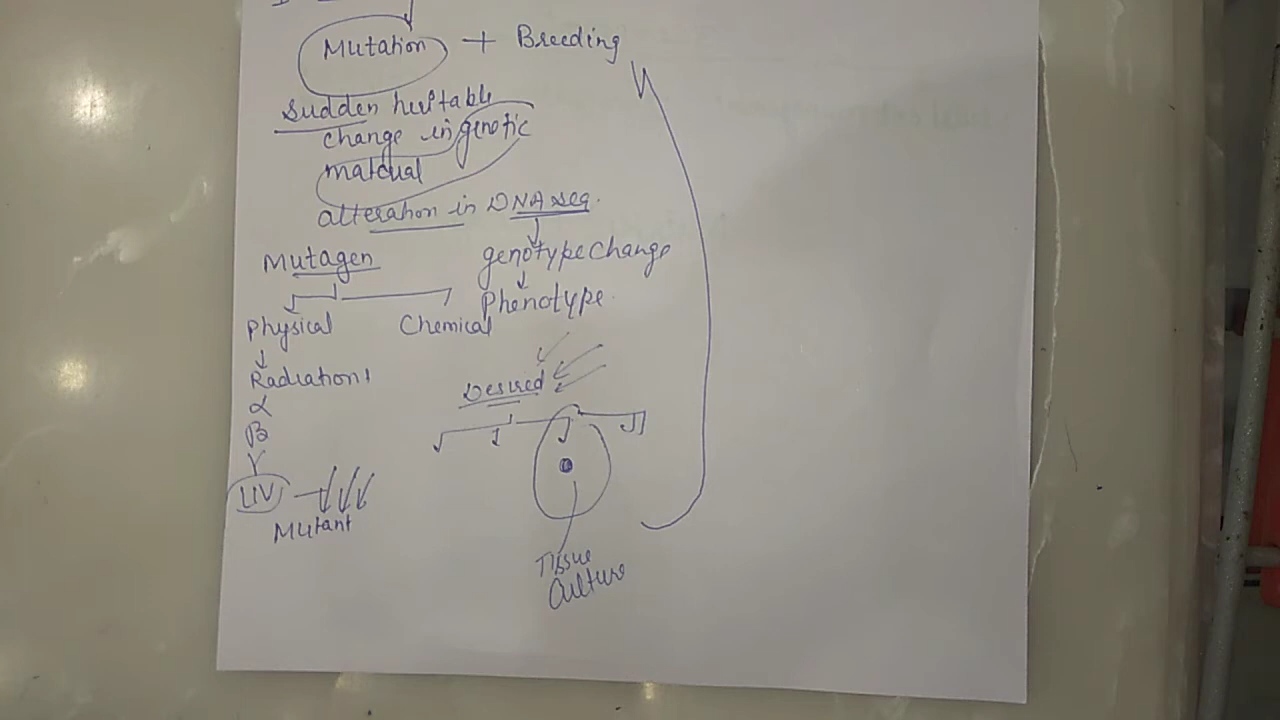 Mutation + Breeding
Sudden heritable
change in genetic
material
alteration in DNA seq.
Mutagen
genotype change
Phenotype
Physical
Chemical
Radiations
Desired
α
β
γ
UV
Mutant
Tissue
Culture